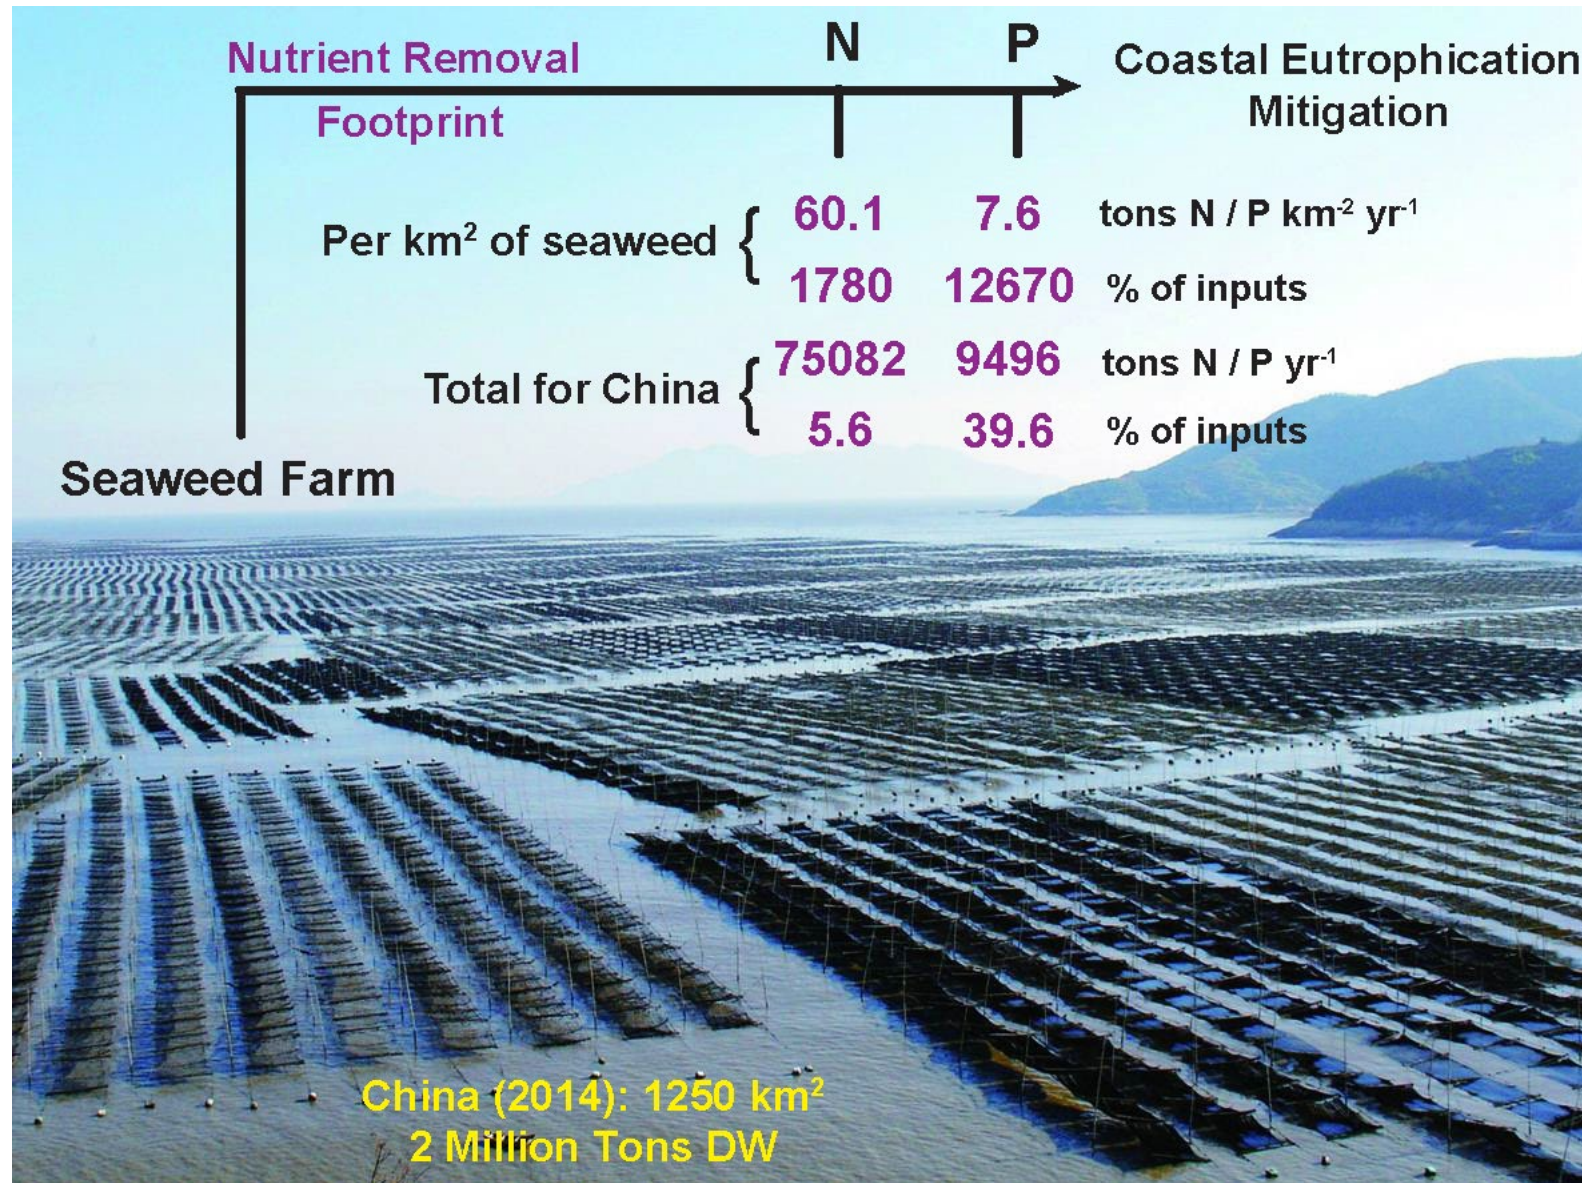 Nutrient Removal
Footprint
N P
Coastal Eutrophication
Mitigation
Per km² of seaweed { 60.1 7.6 tons N / P km⁻² yr⁻¹
1780 12670 % of inputs
Total for China { 75082 9496 tons N / P yr⁻¹
5.6 39.6 % of inputs
Seaweed Farm
China (2014): 1250 km²
2 Million Tons DW